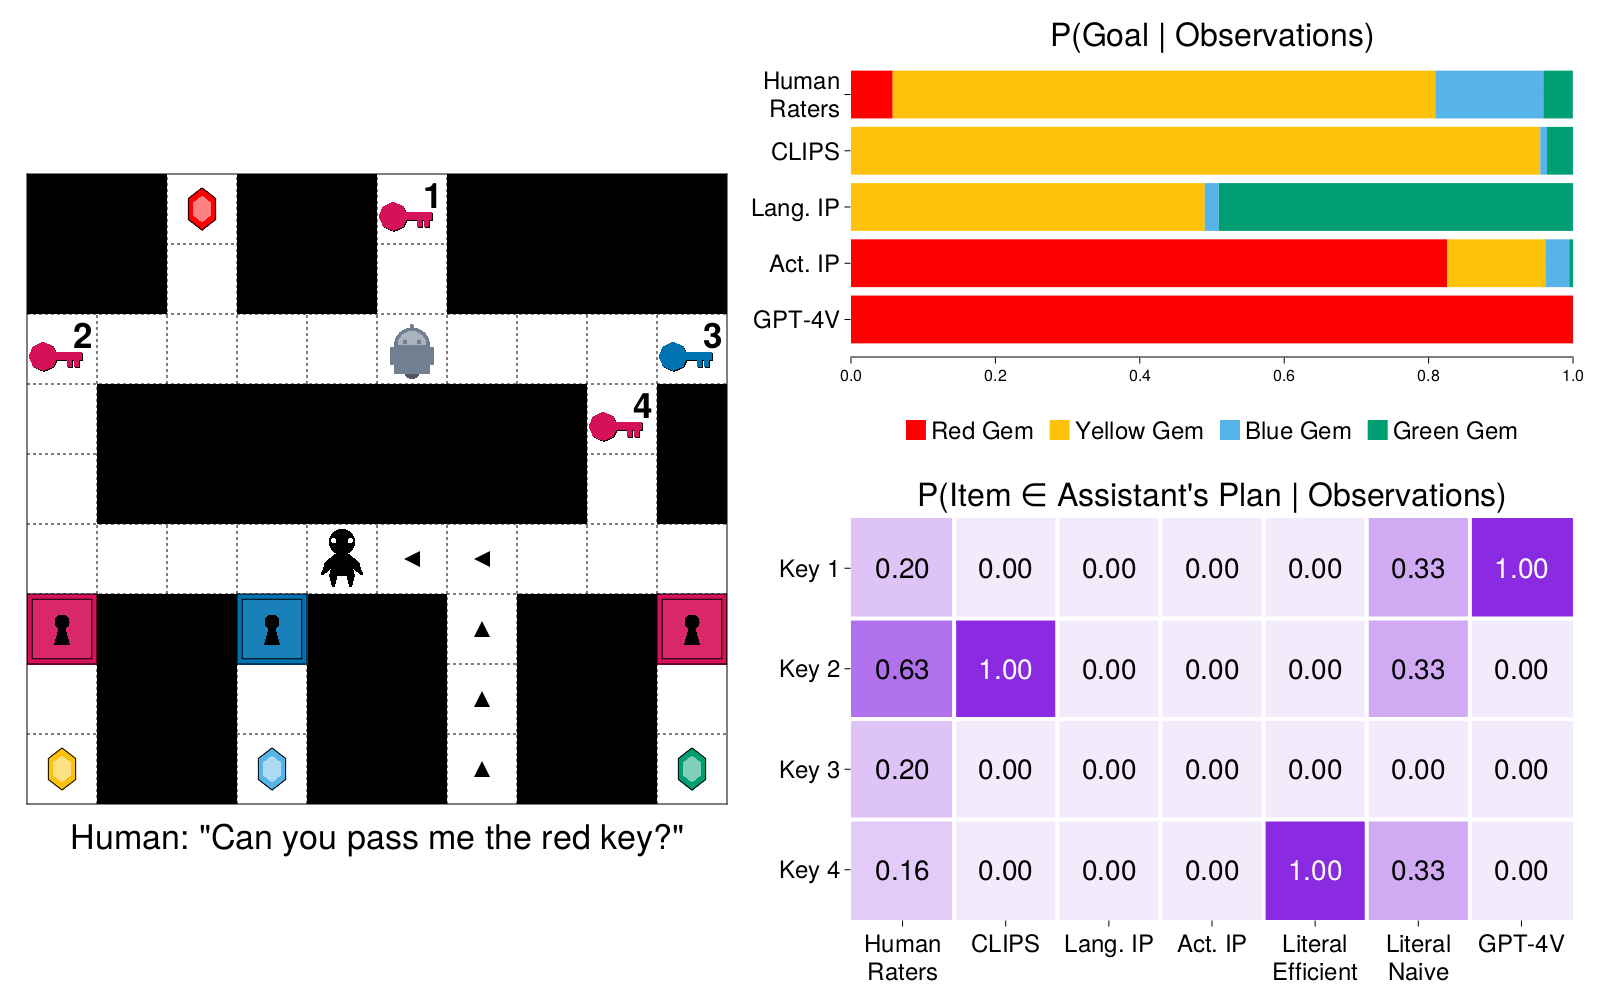 1
2
3
4
Human: "Can you pass me the red key?"
P(Goal | Observations)
Human
Raters
CLIPS
Lang. IP
Act. IP
GPT-4V
0.0 0.2 0.4 0.6 0.8 1.0
Red Gem Yellow Gem Blue Gem Green Gem
P(Item ∈ Assistant's Plan | Observations)
Key 1 0.20 0.00 0.00 0.00 0.00 0.33 1.00
Key 2 0.63 1.00 0.00 0.00 0.00 0.33 0.00
Key 3 0.20 0.00 0.00 0.00 0.00 0.00 0.00
Key 4 0.16 0.00 0.00 0.00 1.00 0.33 0.00
Human CLIPS Lang. IP Act. IP Literal Literal GPT-4V
Raters Efficient Naive